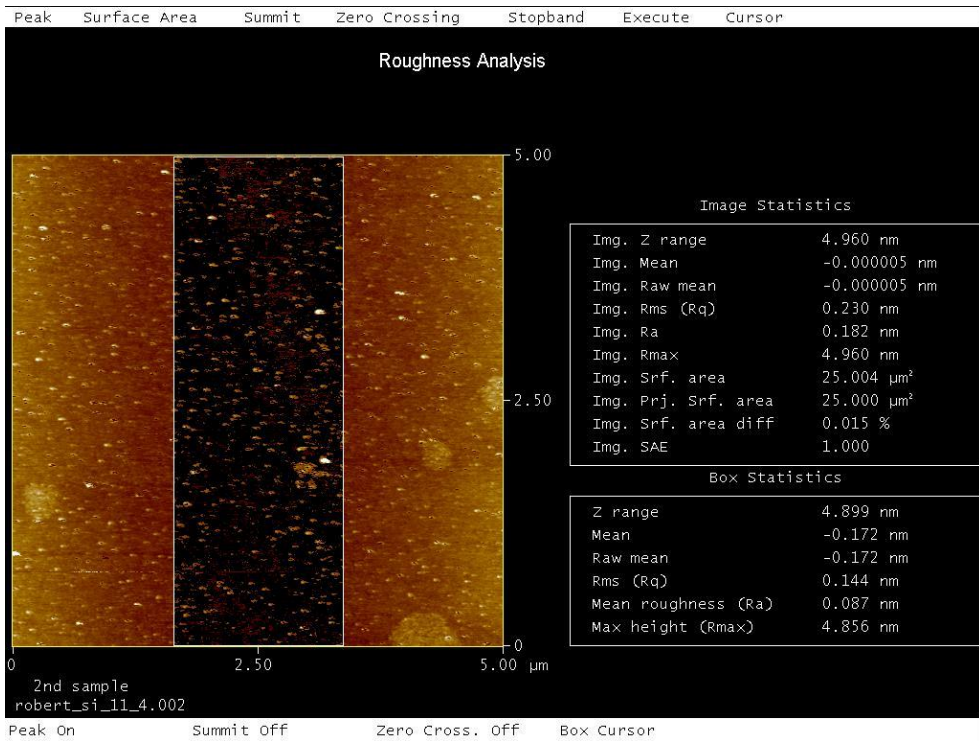 Peak Surface Area Summit Zero Crossing Stopband Execute Cursor
Roughness Analysis
5.00
2.50
0
0 2.50 5.00 µm
2nd sample
robert_si_11_4.002
Image Statistics
Img. Z range 4.960 nm
Img. Mean -0.000005 nm
Img. Raw mean -0.000005 nm
Img. Rms (Rq) 0.230 nm
Img. Ra 0.182 nm
Img. Rmax 4.960 nm
Img. Srf. area 25.004 µm²
Img. Prj. Srf. area 25.000 µm²
Img. Srf. area diff 0.015 %
Img. SAE 1.000
Box Statistics
Z range 4.899 nm
Mean -0.172 nm
Raw mean -0.172 nm
Rms (Rq) 0.144 nm
Mean roughness (Ra) 0.087 nm
Max height (Rmax) 4.856 nm
Peak On Summit Off Zero Cross. Off Box Cursor